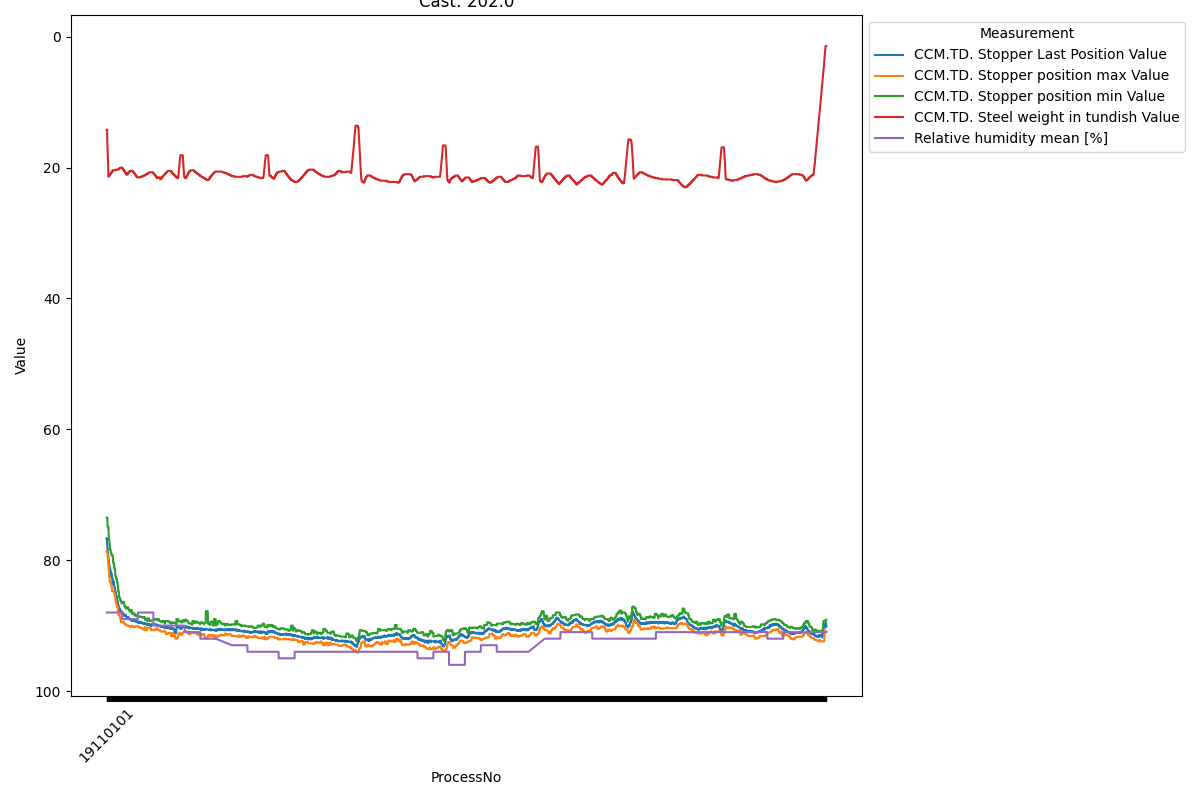 Cast: 202.0
Measurement
CCM.TD. Stopper Last Position Value
CCM.TD. Stopper position max Value
CCM.TD. Stopper position min Value
CCM.TD. Steel weight in tundish Value
Relative humidity mean [%]
0
20
40
60
80
100
Value
19110101
ProcessNo